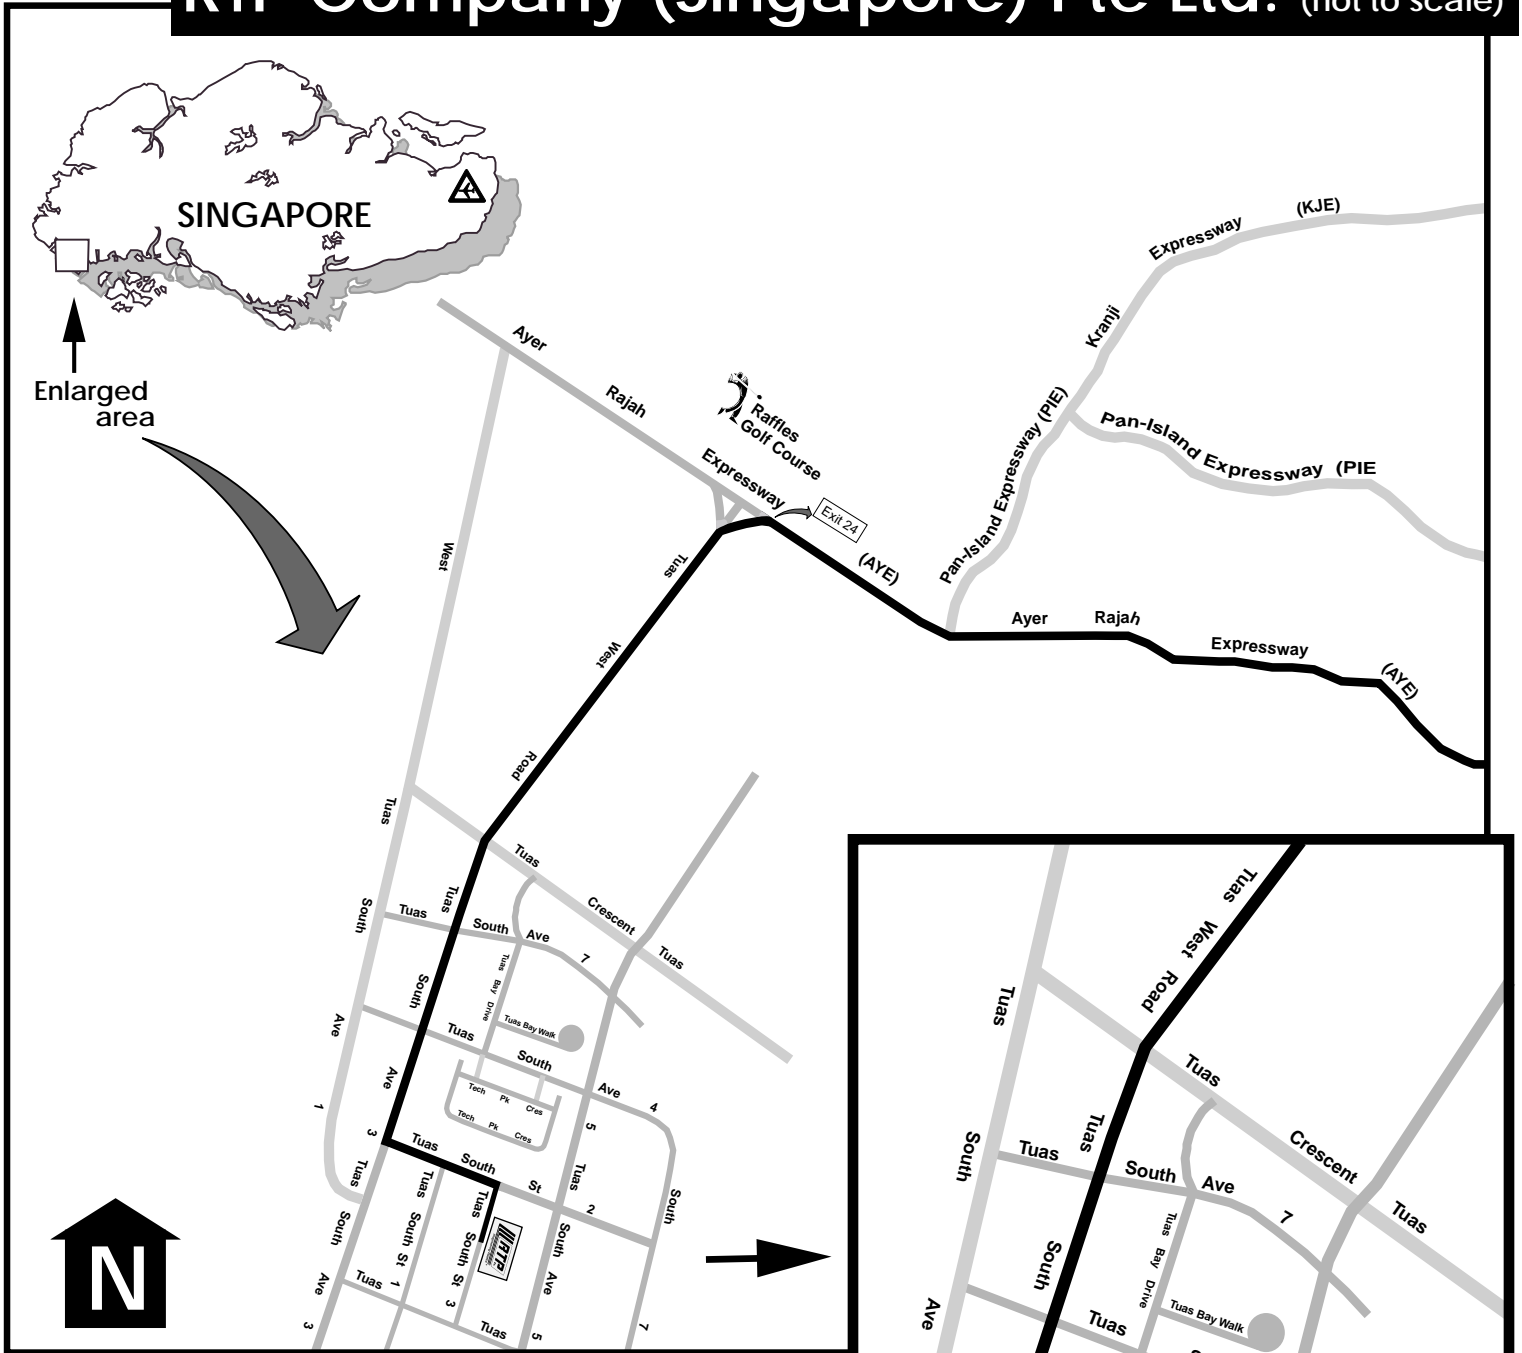 RTP Company (Singapore) Pte Ltd. (not to scale)
SINGAPORE
Enlarged
area
Ayer
Rajah
Expressway
(AYE)
Raffles
Golf Course
Exit 24
Expressway
(KJE)
Kranji
Pan-Island Expressway (PIE)
Pan-Island Expressway (PIE
Ayer
Rajah
Expressway
(AYE)
West
Tuas
South
Ave
1
Tuas
West
Road
Tuas
Crescent
Tuas
Tuas
South
Ave
3
Tuas
South
Ave
7
Tuas Bay Drive
Tuas Bay Walk
Tuas
South
Ave
4
Tech Pk Cres
Tech Pk Cres
Tuas
South
St
2
5
Tuas
South
Ave
5
South
7
Tuas
South
Ave
3
Tuas
South St
1
Tuas
South St
3
RTP
Tuas
Tuas
N
Tuas
West
Road
Tuas
South
Ave
Tuas
Crescent
Tuas
Tuas
South
Tuas
South
Ave
7
Tuas Bay Drive
Tuas Bay Walk
Tuas